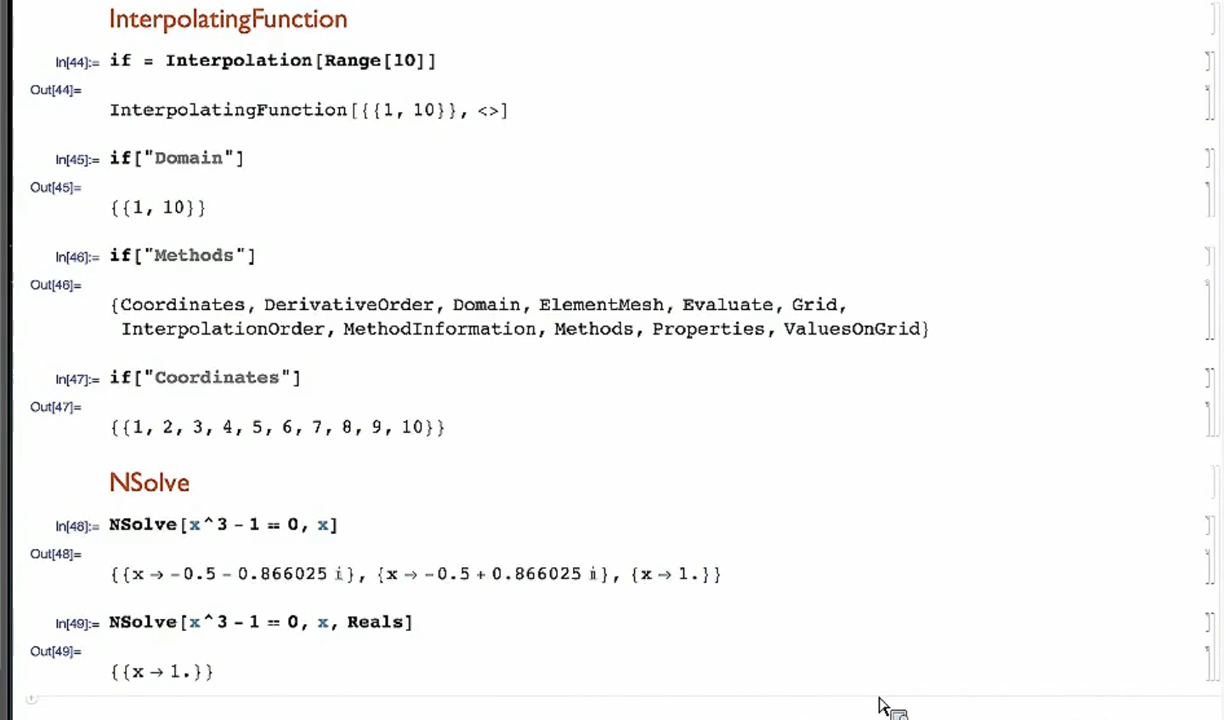 InterpolatingFunction
In[44]:= if = Interpolation[Range[10]]
Out[44]=
InterpolatingFunction[{{1, 10}}, <>]
In[45]:= if["Domain"]
Out[45]=
{{1, 10}}
In[46]:= if["Methods"]
Out[46]=
{Coordinates, DerivativeOrder, Domain, ElementMesh, Evaluate, Grid,
InterpolationOrder, MethodInformation, Methods, Properties, ValuesOnGrid}
In[47]:= if["Coordinates"]
Out[47]=
{{1, 2, 3, 4, 5, 6, 7, 8, 9, 10}}
NSolve
In[48]:= NSolve[x^3 - 1 == 0, x]
Out[48]=
{{x → -0.5 - 0.866025 ⅈ}, {x → -0.5 + 0.866025 ⅈ}, {x → 1.}}
In[49]:= NSolve[x^3 - 1 == 0, x, Reals]
Out[49]=
{{x → 1.}}